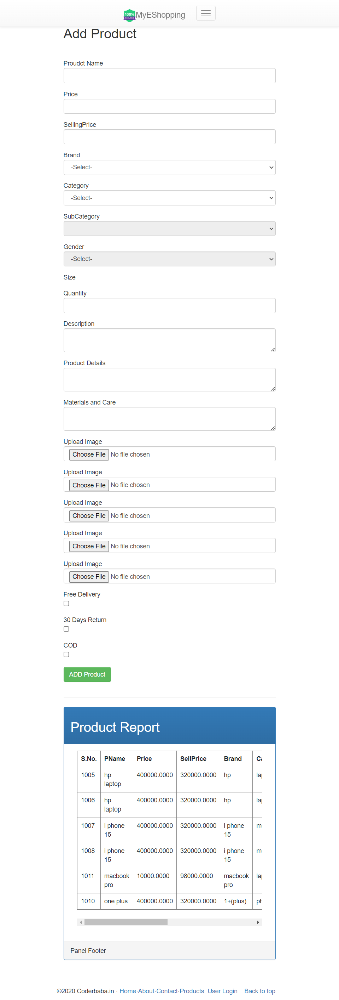 100%
SECURED
MyEShopping
Add Product
Proudct Name
Price
SellingPrice
Brand
-Select-
Category
-Select-
SubCategory
Gender
-Select-
Size
Quantity
Description
Product Details
Materials and Care
Upload Image
Choose File No file chosen
Upload Image
Choose File No file chosen
Upload Image
Choose File No file chosen
Upload Image
Choose File No file chosen
Upload Image
Choose File No file chosen
Free Delivery
30 Days Return
COD
ADD Product
Product Report
S.No. PName Price SellPrice Brand
1005 hp laptop 400000.0000 320000.0000 hp
1006 hp laptop 400000.0000 320000.0000 hp
1007 i phone 15 400000.0000 320000.0000 i phone 15
1008 i phone 15 400000.0000 320000.0000 i phone 15
1011 macbook pro 10000.0000 98000.0000 macbook pro
1010 one plus 400000.0000 320000.0000 1+(plus)
Panel Footer
©2020 Coderbaba.in · Home·About·Contact·Products User Login Back to top